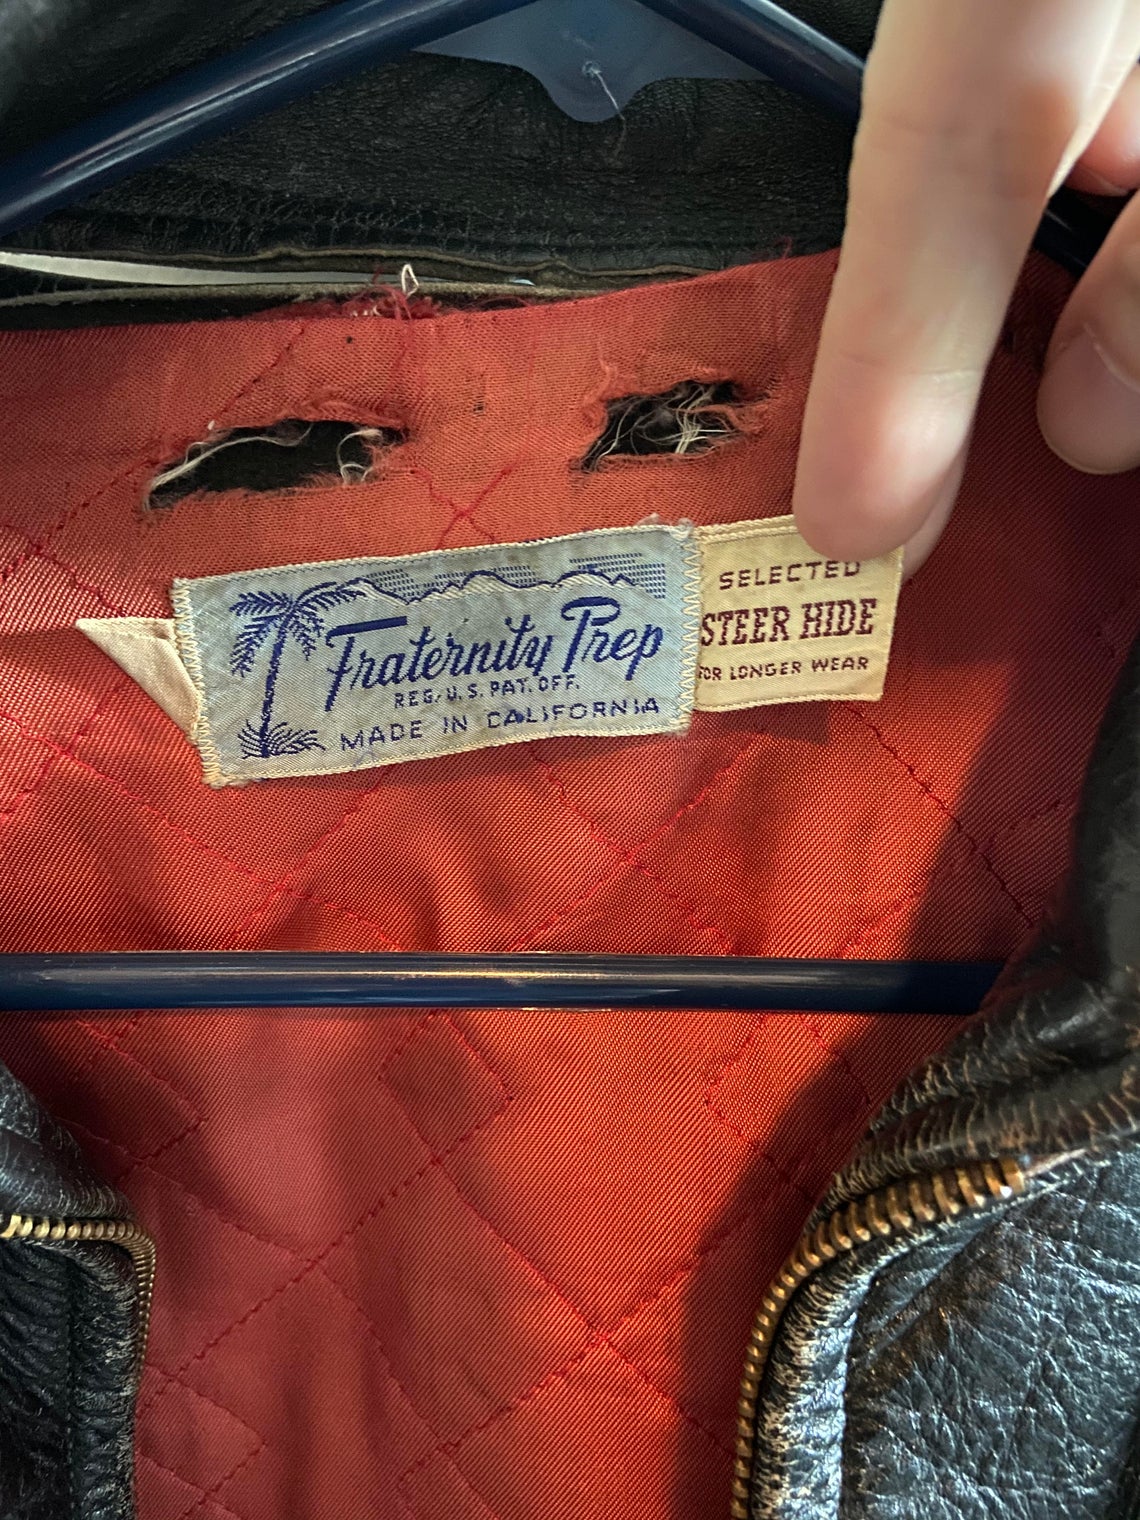 Fraternity Prep
REG. U.S. PAT. OFF.
MADE IN CALIFORNIA
SELECTED
STEER HIDE
FOR LONGER WEAR